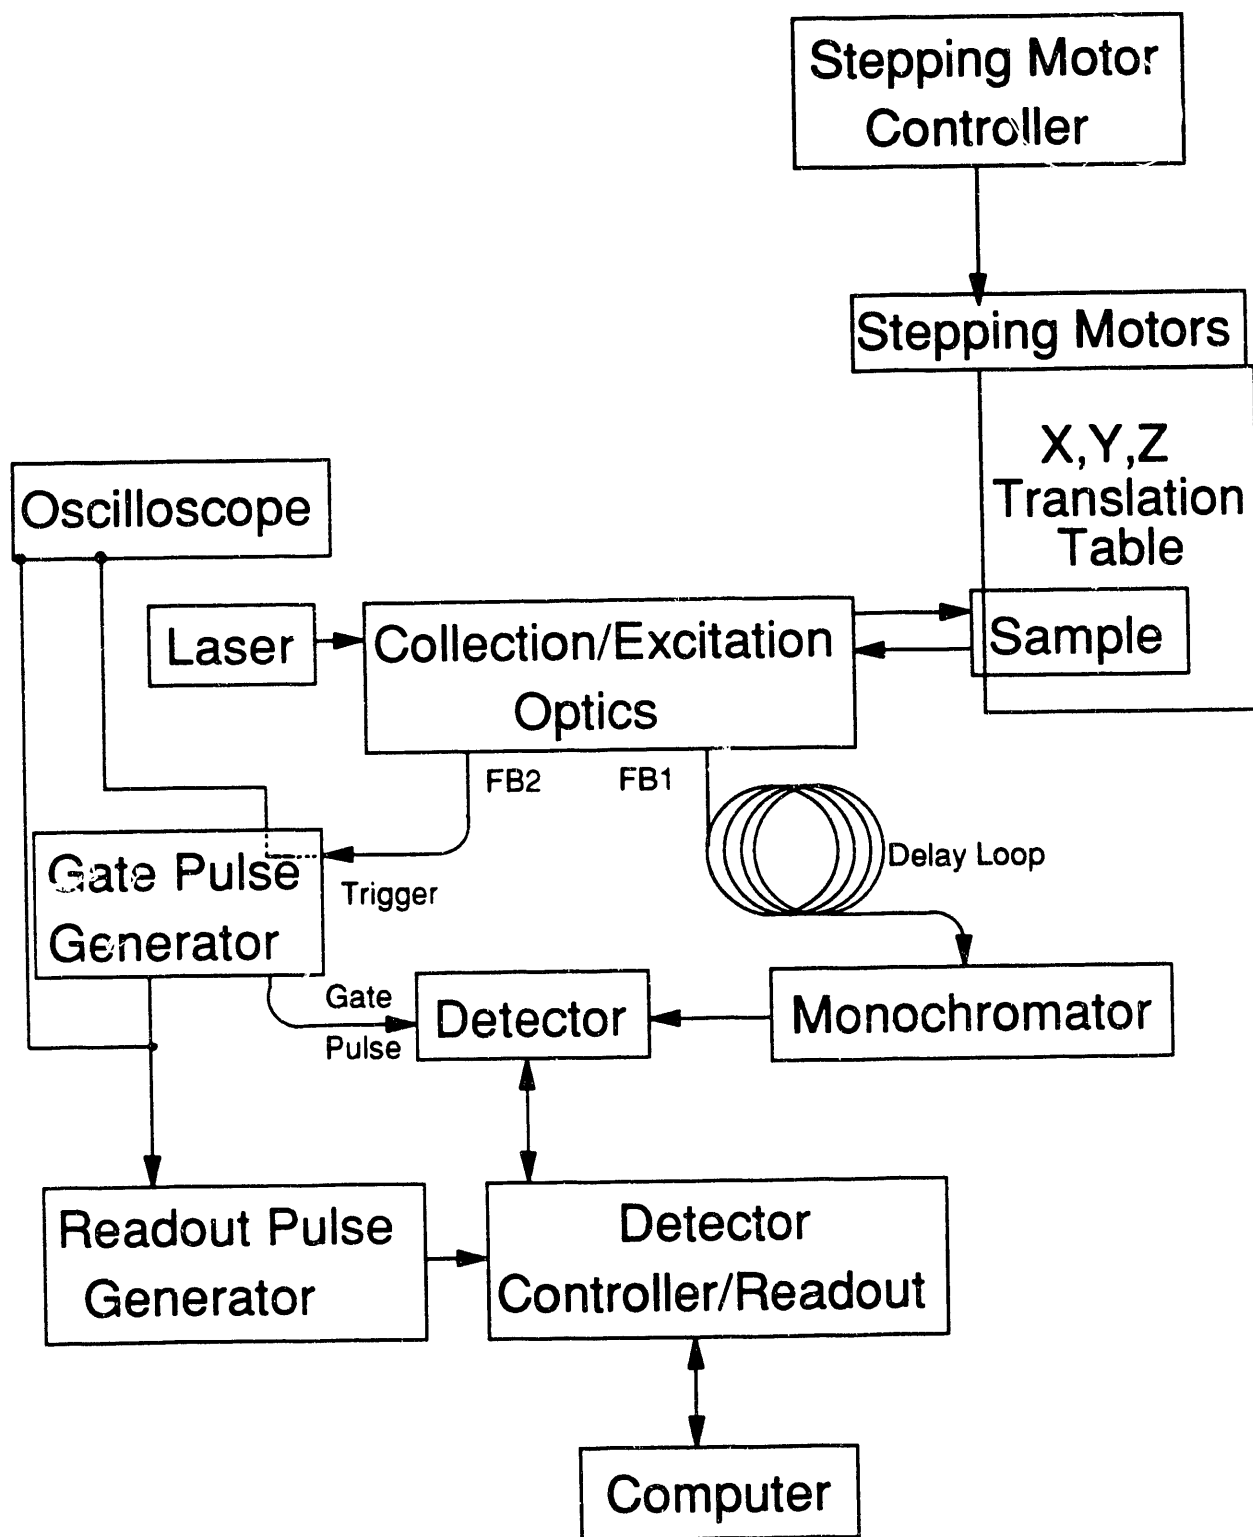 Stepping Motor
Controller
Stepping Motors
X,Y,Z
Translation
Table
Oscilloscope
Laser
Collection/Excitation
Optics
Sample
FB2
FB1
Delay Loop
Gate Pulse
Generator
Trigger
Gate
Pulse
Detector
Monochromator
Readout Pulse
Generator
Detector
Controller/Readout
Computer